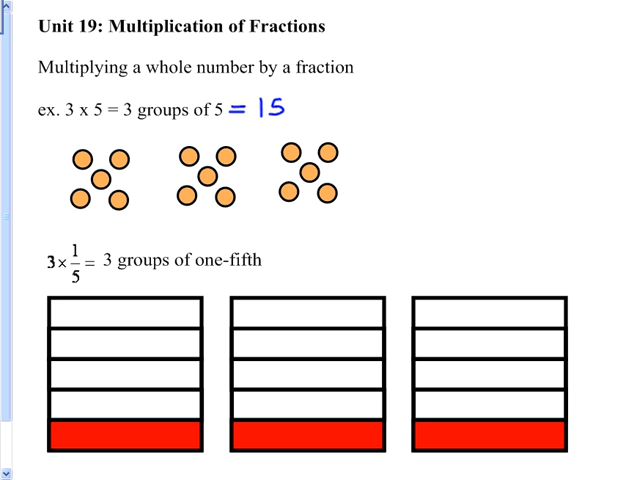 Unit 19: Multiplication of Fractions
Multiplying a whole number by a fraction
ex. 3 x 5 = 3 groups of 5 = 15
3 × 1/5 = 3 groups of one-fifth